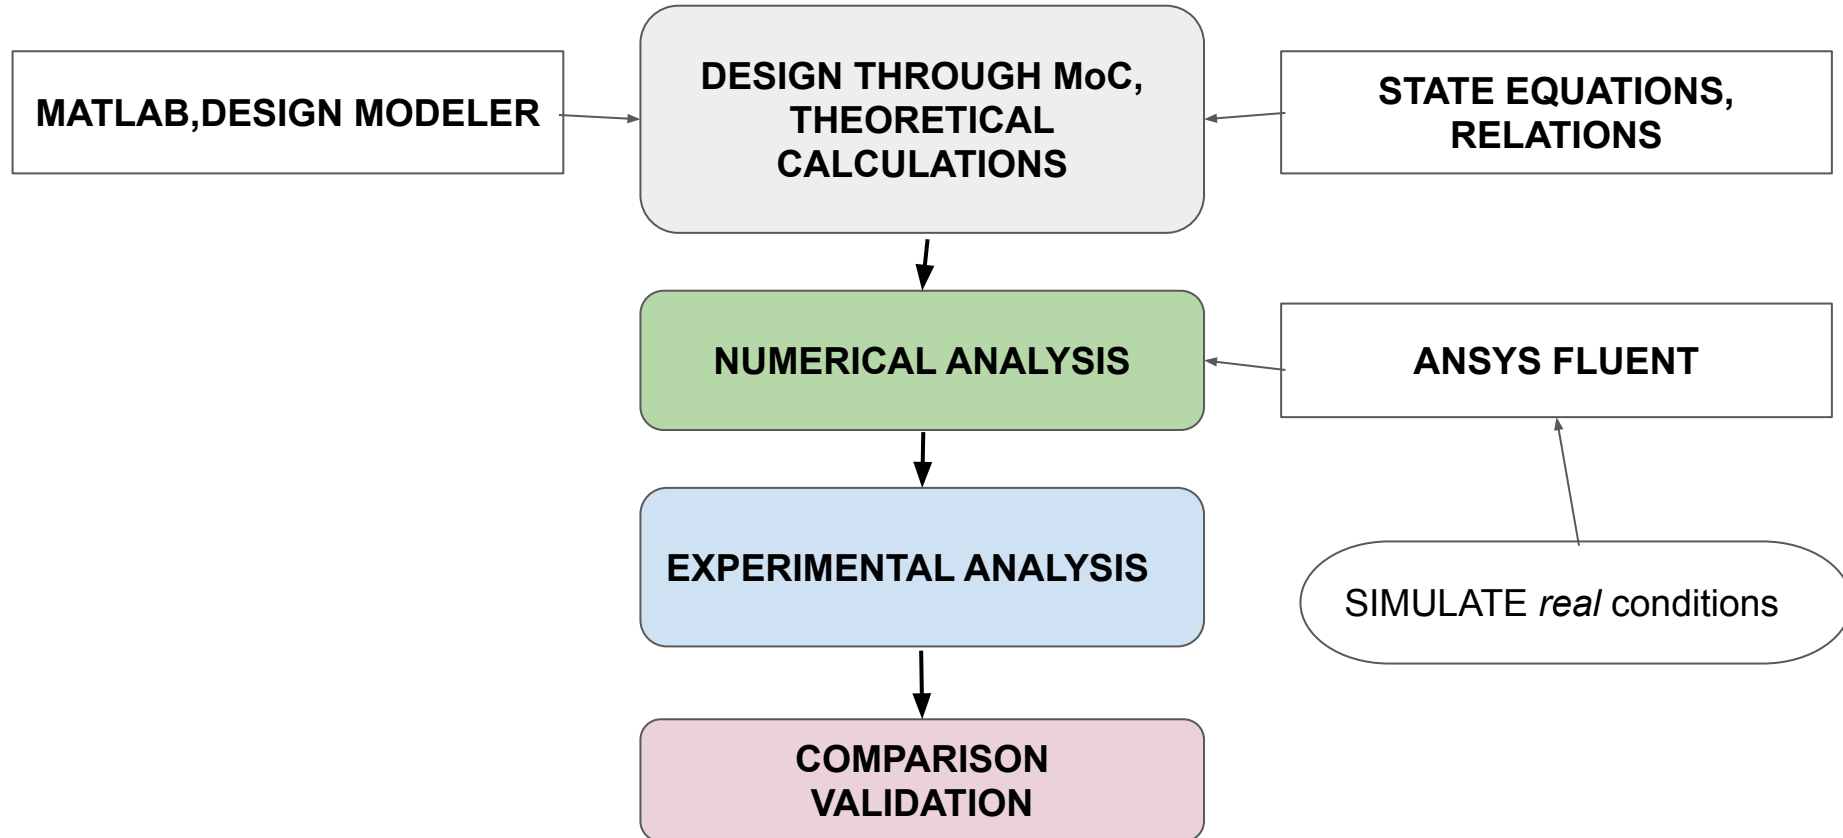 MATLAB,DESIGN MODELER
DESIGN THROUGH MoC,
THEORETICAL
CALCULATIONS
STATE EQUATIONS,
RELATIONS
NUMERICAL ANALYSIS
ANSYS FLUENT
EXPERIMENTAL ANALYSIS
SIMULATE real conditions
COMPARISON
VALIDATION